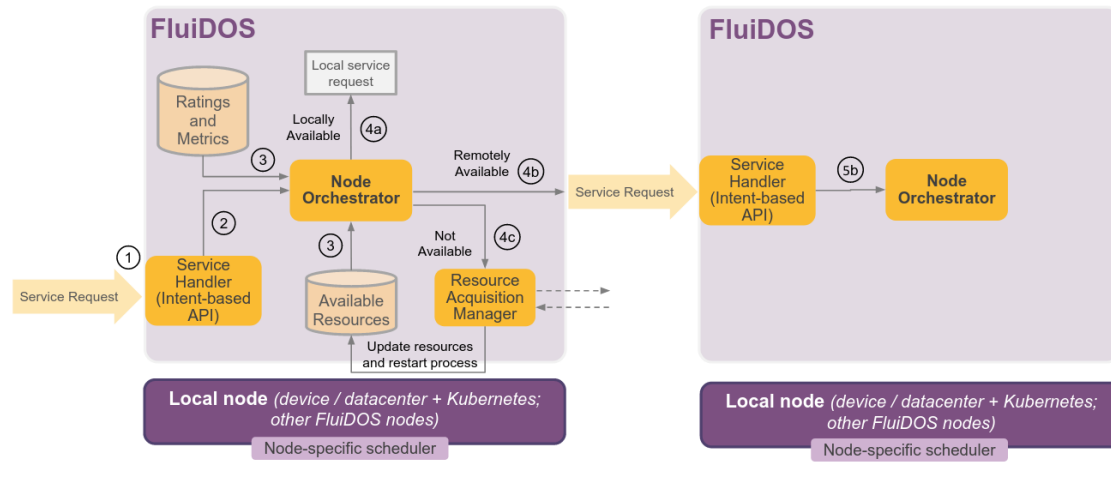 FluiDOS
Ratings
and
Metrics
Local service
request
Locally
Available
4a
3
Node
Orchestrator
Remotely
Available
4b
2
3
Not
Available
4c
1
Service Request
Service
Handler
(Intent-based
API)
Available
Resources
Resource
Acquisition
Manager
Update resources
and restart process
Local node (device / datacenter + Kubernetes;
other FluiDOS nodes)
Node-specific scheduler
Service Request
FluiDOS
Service
Handler
(Intent-based
API)
5b
Node
Orchestrator
Local node (device / datacenter + Kubernetes;
other FluiDOS nodes)
Node-specific scheduler